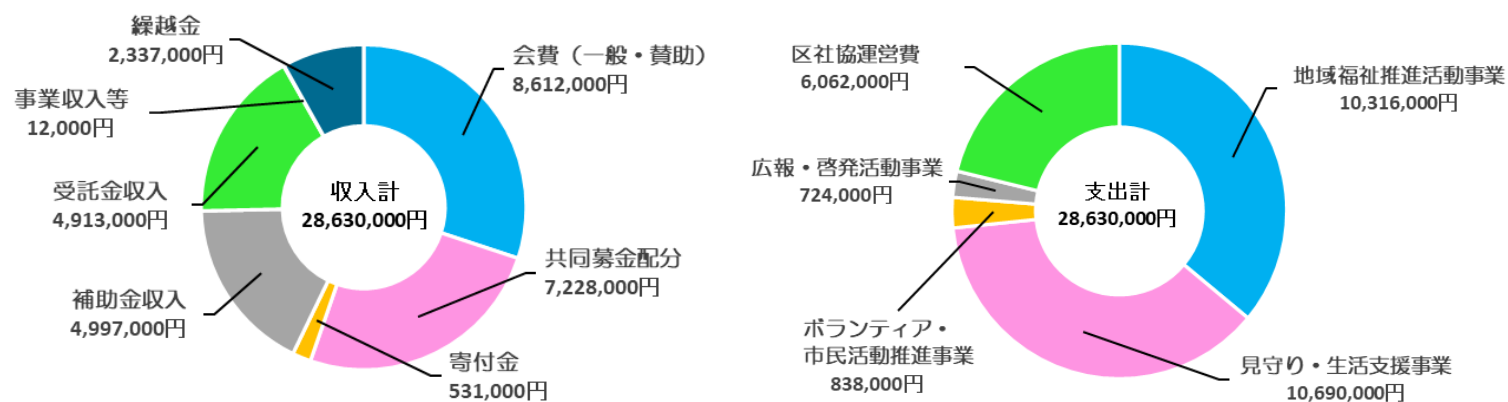 繰越金
2,337,000円
会費（一般・賛助）
8,612,000円
事業収入等
12,000円
受託金収入
4,913,000円
収入計
28,630,000円
共同募金配分
7,228,000円
補助金収入
4,997,000円
寄付金
531,000円
区社協運営費
6,062,000円
地域福祉推進活動事業
10,316,000円
広報・啓発活動事業
724,000円
支出計
28,630,000円
ボランティア・
市民活動推進事業
838,000円
見守り・生活支援事業
10,690,000円